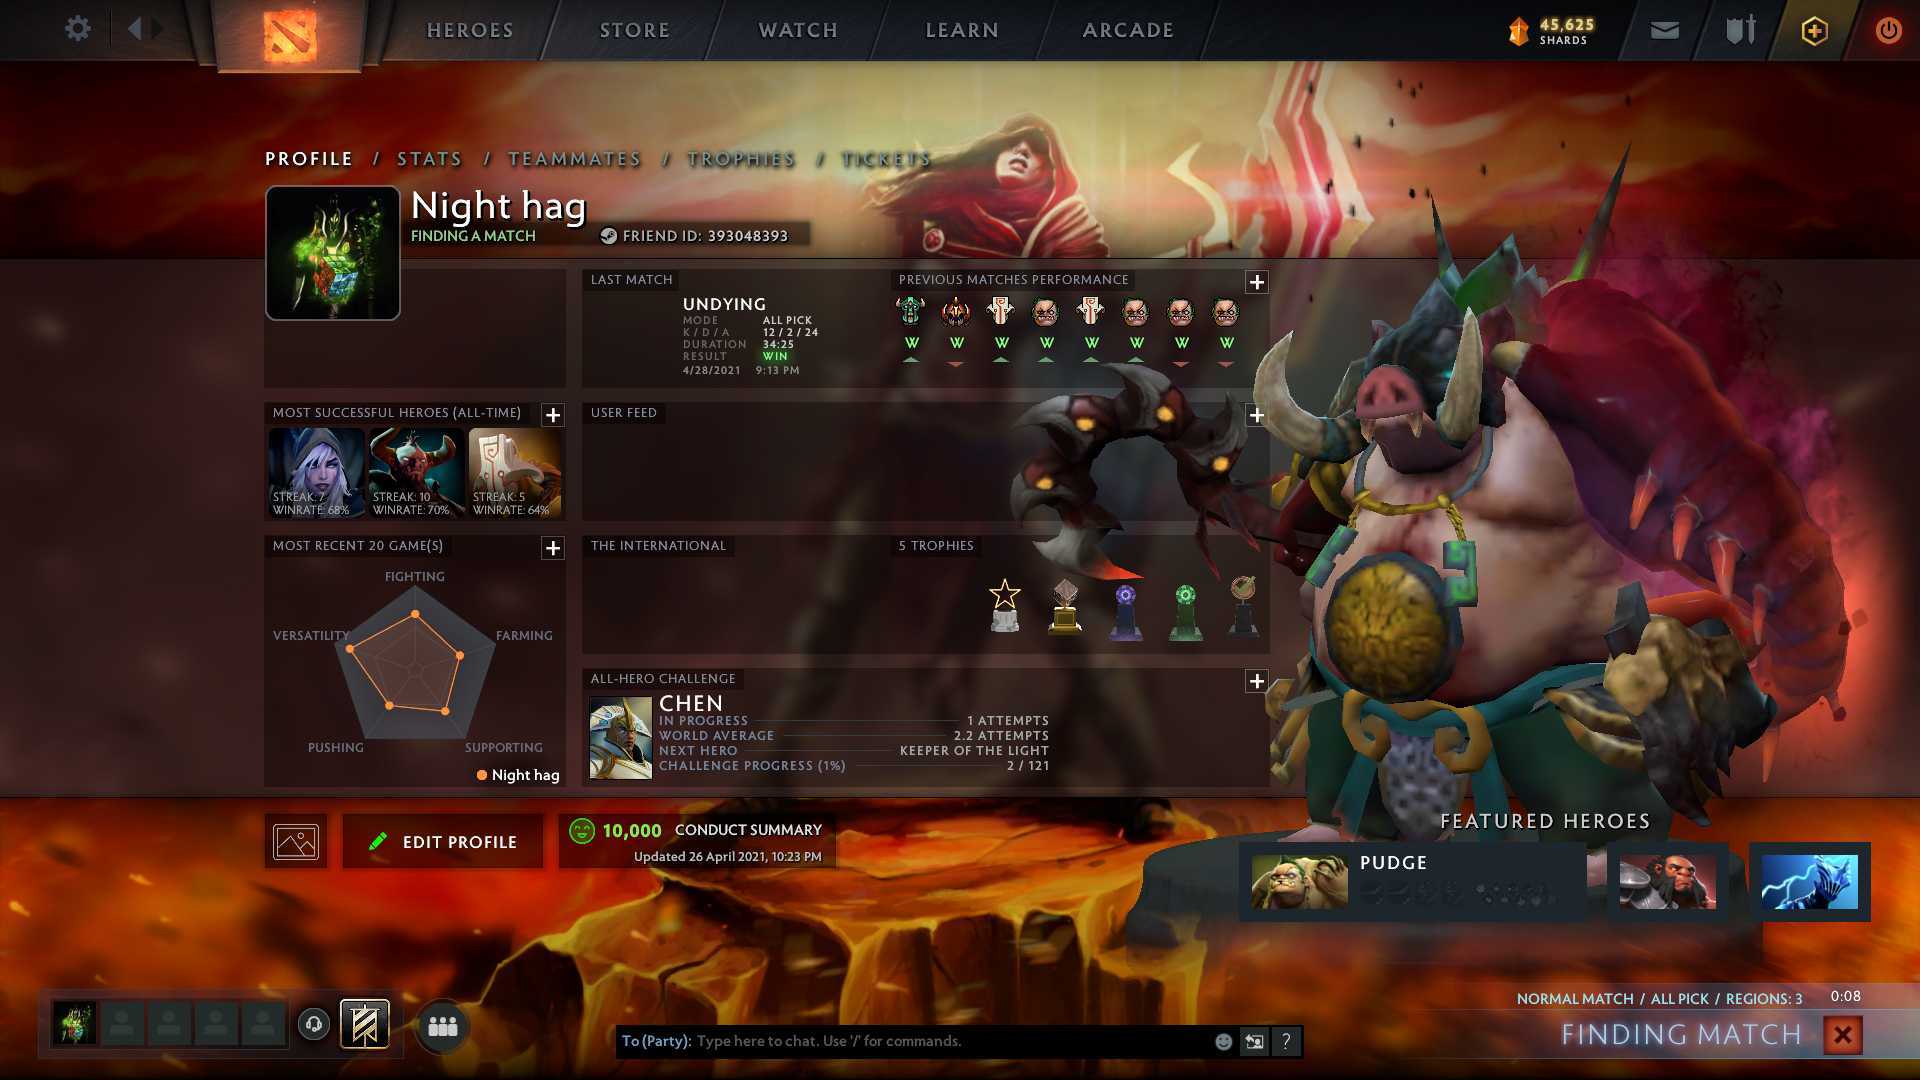 HEROES
STORE
WATCH
LEARN
ARCADE
45,625
SHARDS
PROFILE / STATS / TEAMMATES / TROPHIES / TICKETS
Night hag
FINDING A MATCH
FRIEND ID: 393048393
LAST MATCH
UNDYING
MODE ALL PICK
K / D / A 12 / 2 / 24
DURATION 34:25
RESULT WIN
4/28/2021 9:13 PM
PREVIOUS MATCHES PERFORMANCE
W W W W W W W W
MOST SUCCESSFUL HEROES (ALL-TIME)
STREAK: 7
WINRATE: 68%
STREAK: 10
WINRATE: 70%
STREAK: 5
WINRATE: 64%
USER FEED
MOST RECENT 20 GAME(S)
FIGHTING
VERSATILITY
FARMING
PUSHING
SUPPORTING
Night hag
THE INTERNATIONAL
5 TROPHIES
ALL-HERO CHALLENGE
CHEN
IN PROGRESS 1 ATTEMPTS
WORLD AVERAGE 2.2 ATTEMPTS
NEXT HERO KEEPER OF THE LIGHT
CHALLENGE PROGRESS (1%) 2 / 121
EDIT PROFILE
10,000 CONDUCT SUMMARY
Updated 26 April 2021, 10:23 PM
FEATURED HEROES
PUDGE
To (Party): Type here to chat. Use '/' for commands.
?
NORMAL MATCH / ALL PICK / REGIONS: 3
0:08
FINDING MATCH